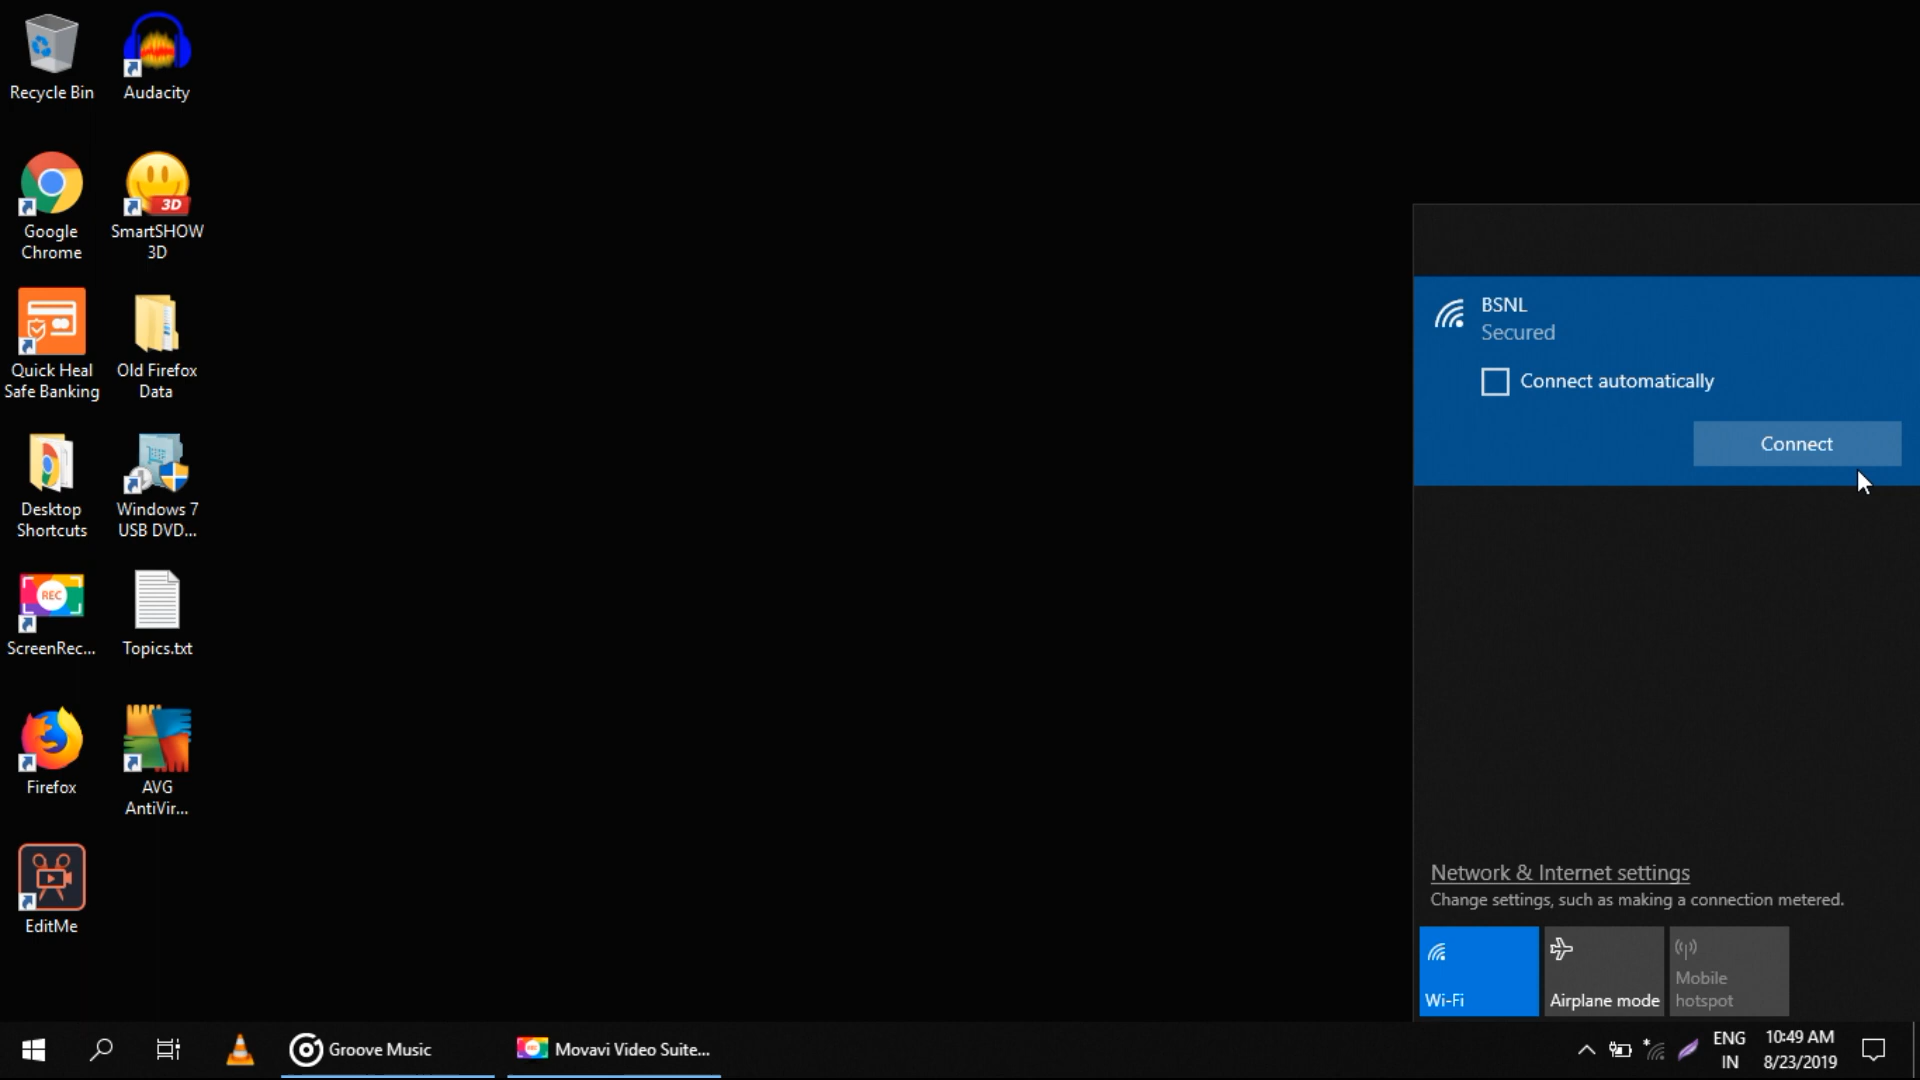 Recycle Bin
Audacity
Google
Chrome
3D
SmartSHOW
3D
Quick Heal
Safe Banking
Old Firefox
Data
Desktop
Shortcuts
Windows 7
USB DVD...
REC
ScreenRec...
Topics.txt
Firefox
AVG
AntiVir...
EditMe
BSNL
Secured
Connect automatically
Connect
Network & Internet settings
Change settings, such as making a connection metered.
Wi-Fi
Airplane mode
Mobile
hotspot
Groove Music
Movavi Video Suite...
ENG
IN
10:49 AM
8/23/2019